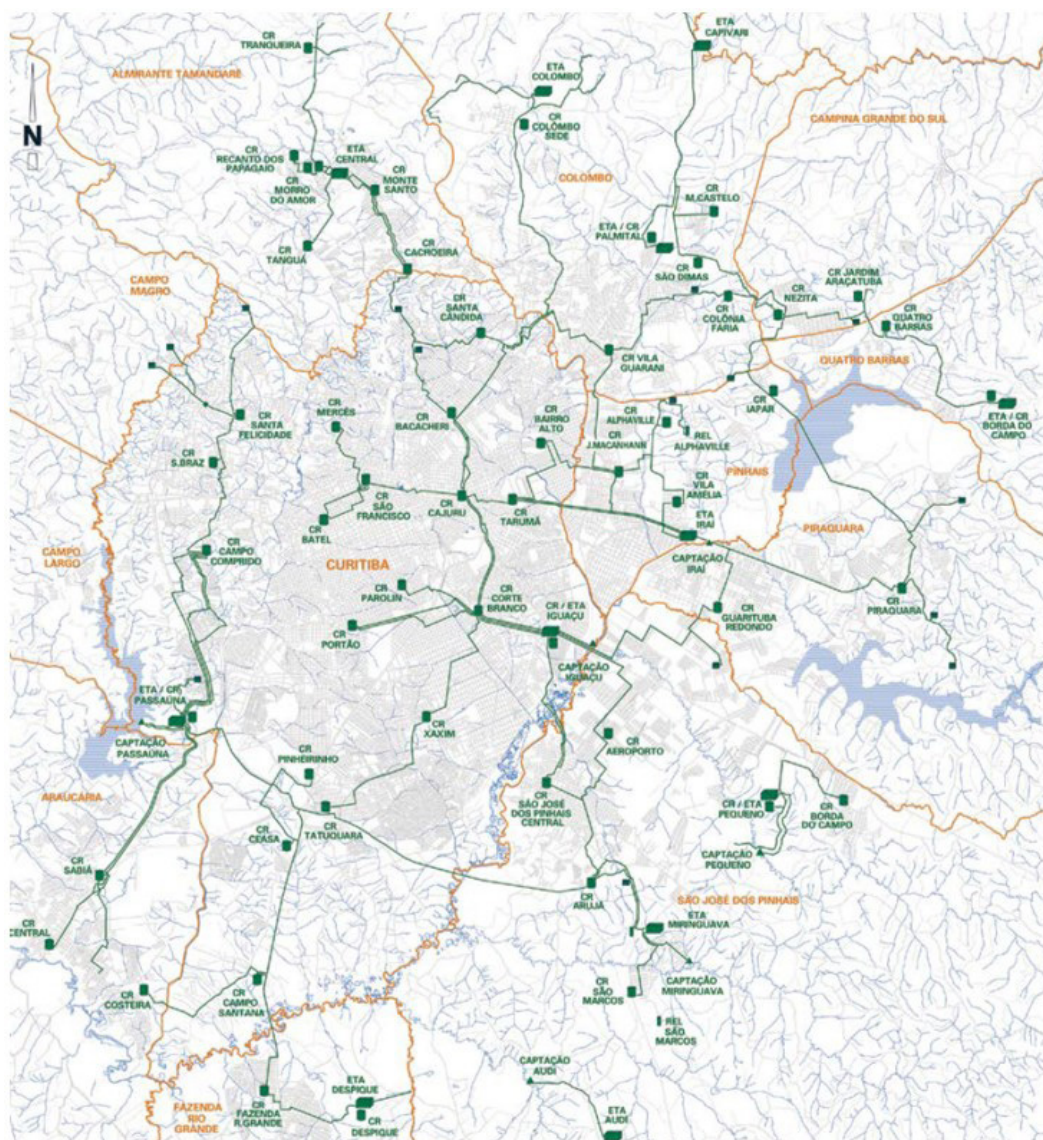 CR
TRANQUEIRA
ETA
CAPIVARI
ALMIRANTE TAMANDARÉ
ETA
COLOMBO
CAMPINA GRANDE DO SUL
N
CR
COLOMBO
SEDE
CR
RECANTO DOS
PAPAGAIO
ETA
CENTRAL
CR
MONTE
SANTO
CR
MORRO
DO AMOR
COLOMBO
CR
M.CASTELO
ETA / CR
PALMITAL
CR
TANGUÁ
CR
CACHOEIRA
CR
SÃO DIMAS
CR JARDIM
ARAÇATUBA
CAMPO
MAGRO
CR
SANTA
CÂNDIDA
CR
COLÔNIA
FARIA
CR
NEZITA
CR
QUATRO
BARRAS
CR VILA
GUARANI
QUATRO BARRAS
CR
IAPAR
CR
SANTA
FELICIDADE
CR
MERCÊS
CR
BACACHERI
CR
BAIRRO
ALTO
CR
ALPHAVILLE
ETA / CR
BORDA DO
CAMPO
REL
ALPHAVILLE
CR
J.MACANHANN
CR
S.BRAZ
PINHAIS
CR
VILA
AMELIA
CR
SÃO
FRANCISCO
CR
CAJURU
CR
TARUMÃ
ETA
IRAÍ
PIRAQUARA
CR
BATEL
CAMPO
LARGO
CR
CAMPO
COMPRIDO
CURITIBA
CAPTAÇÃO
IRAÍ
CR
PAROLIN
CR
CORTE
BRANCO
CR / ETA
IGUAÇU
CR
PIRAQUARA
CR
GUARITUBA
REDONDO
CR
PORTÃO
CAPTAÇÃO
IGUAÇU
ETA / CR
PASSAÚNA
CR
XAXIM
CAPTAÇÃO
PASSAÚNA
CR
AEROPORTO
CR
PINHEIRINHO
ARAUCÁRIA
CR
SÃO JOSÉ
DOS PINHAIS
CENTRAL
CR / ETA
PEQUENO
CR
BORDA
DO CAMPO
CR
CEASA
CR
TATUQUARA
CAPTAÇÃO
PEQUENO
CR
SABIÁ
CR
ARUJÁ
SÃO JOSÉ DOS PINHAIS
CR
CENTRAL
ETA
MIRINGUAVA
CR
COSTEIRA
CR
CAMPO
SANTANA
CR
SÃO
MARCOS
CAPTAÇÃO
MIRINGUAVA
REL
SÃO
MARCOS
CAPTAÇÃO
AUDI
FAZENDA
RIO
GRANDE
CR
FAZENDA
R.GRANDE
ETA
DESPIQUE
CR
DESPIQUE
ETA
AUDI